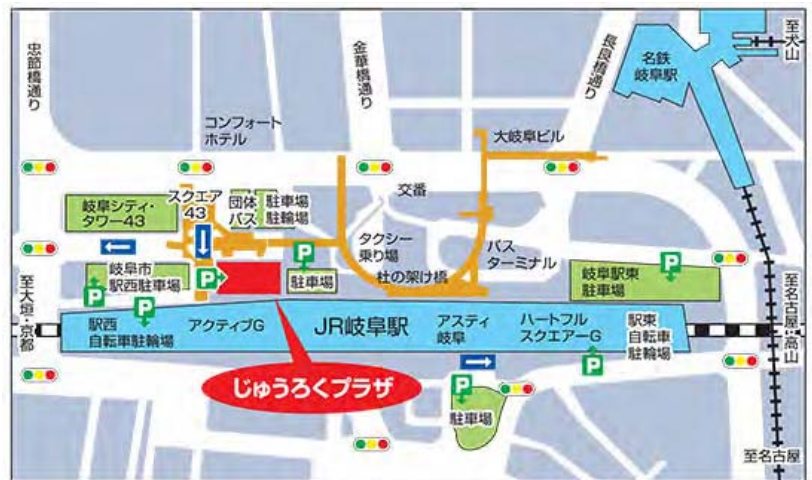 忠節橋通り
金華橋通り
長良橋通り
名鉄
岐阜駅
至犬山
コンフォート
ホテル
大岐阜ビル
岐阜シティ・
タワー43
スクエア
43
団体
バス
駐車場
駐輪場
交番
タクシー
乗り場
バス
ターミナル
杜の架け橋
岐阜市
駅西駐車場
P
P
P
P
駐車場
P
岐阜駅東
駐車場
P
至大垣・京都
駅西
自転車駐輪場
アクティブG
JR岐阜駅
アスティ
岐阜
ハートフル
スクエアーG
駅東
自転車
駐輪場
P
至名古屋・高山
じゅうろくプラザ
P
駐車場
至名古屋